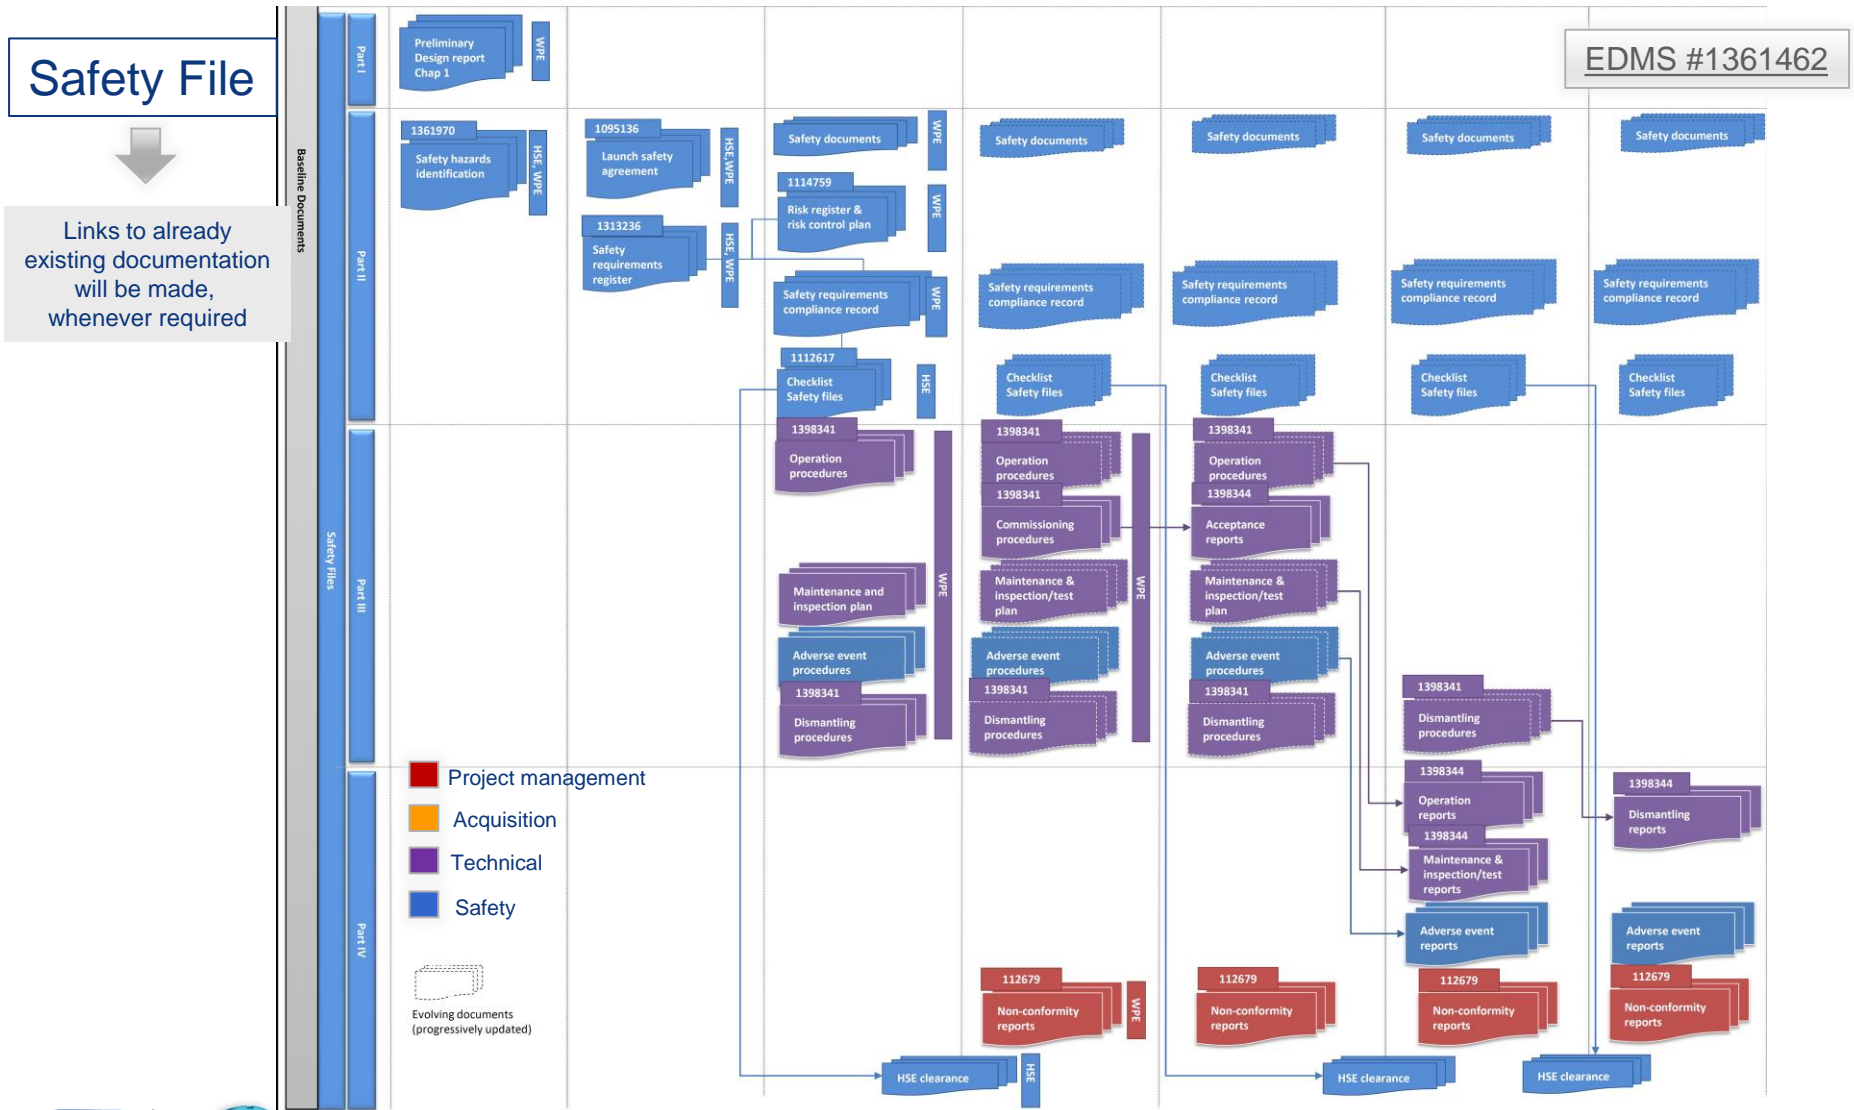 Safety File
EDMS #1361462
Links to already
existing documentation
will be made,
whenever required
Baseline Documents
Safety Files
Part I
Preliminary
Design report
Chap 1
WPE
Part II
1361970
Safety hazards
identification
HSE, WPE
1095136
Launch safety
agreement
HSE,WPE
1313236
Safety
requirements
register
HSE, WPE
Safety documents
WPE
1114759
Risk register &
risk control plan
WPE
Safety requirements
compliance record
WPE
1112617
Checklist
Safety files
HSE
Safety documents
Safety requirements
compliance record
Checklist
Safety files
Safety documents
Safety requirements
compliance record
Checklist
Safety files
Safety documents
Safety requirements
compliance record
Checklist
Safety files
Safety documents
Safety requirements
compliance record
Checklist
Safety files
Part III
1398341
Operation
procedures
Maintenance and
inspection plan
Adverse event
procedures
1398341
Dismantling
procedures
WPE
1398341
Operation
procedures
1398341
Commissioning
procedures
Maintenance &
inspection/test
plan
Adverse event
procedures
1398341
Dismantling
procedures
WPE
1398341
Operation
procedures
1398344
Acceptance
reports
Maintenance &
inspection/test
plan
Adverse event
procedures
1398341
Dismantling
procedures
1398341
Dismantling
procedures
Part IV
Project management
Acquisition
Technical
Safety
Evolving documents
(progressively updated)
1398344
Operation
reports
1398344
Maintenance &
inspection/test
reports
Adverse event
reports
1398344
Dismantling
reports
Adverse event
reports
112679
Non-conformity
reports
WPE
112679
Non-conformity
reports
112679
Non-conformity
reports
112679
Non-conformity
reports
HSE clearance
HSE
HSE clearance
HSE clearance